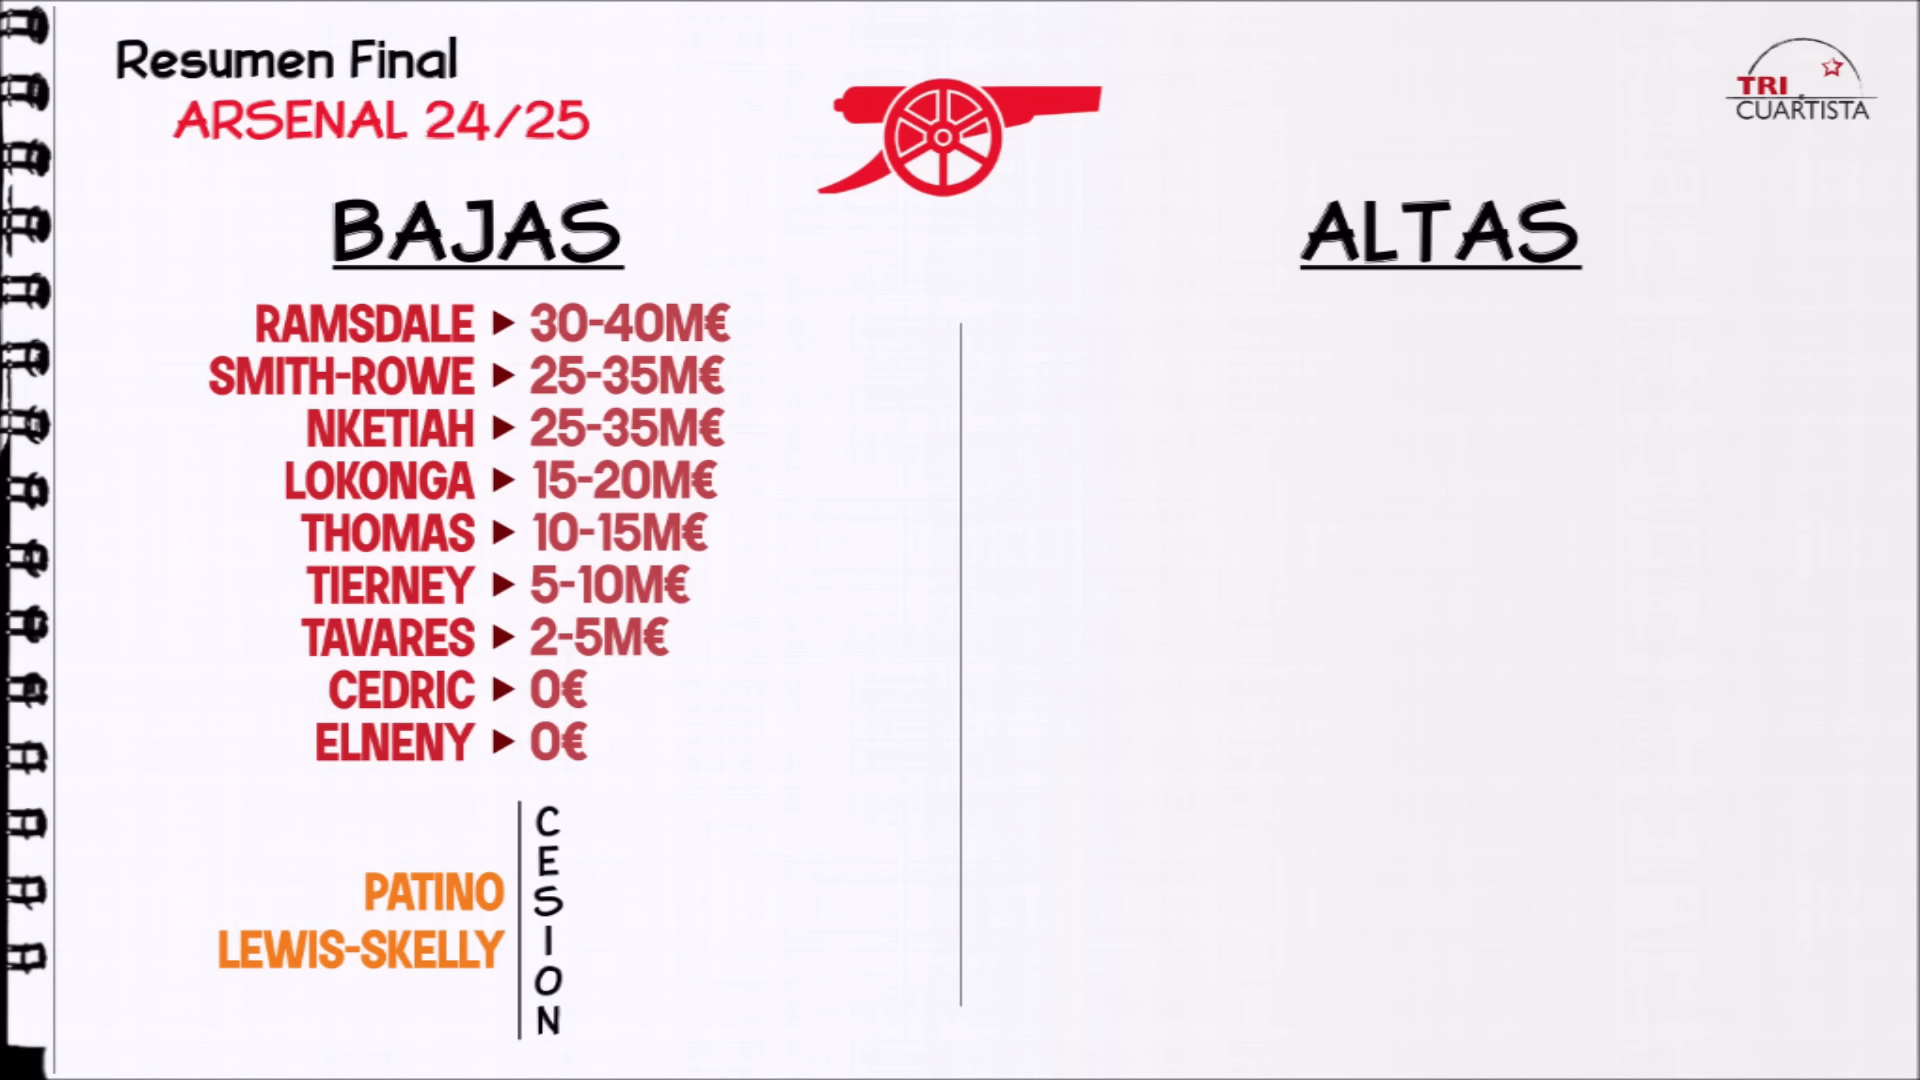 Resumen Final
ARSENAL 24/25
TRI
CUARTISTA
BAJAS
RAMSDALE ▶ 30-40M€
SMITH-ROWE ▶ 25-35M€
NKETIAH ▶ 25-35M€
LOKONGA ▶ 15-20M€
THOMAS ▶ 10-15M€
TIERNEY ▶ 5-10M€
TAVARES ▶ 2-5M€
CEDRIC ▶ 0€
ELNENY ▶ 0€
PATINO
LEWIS-SKELLY
CESION
ALTAS